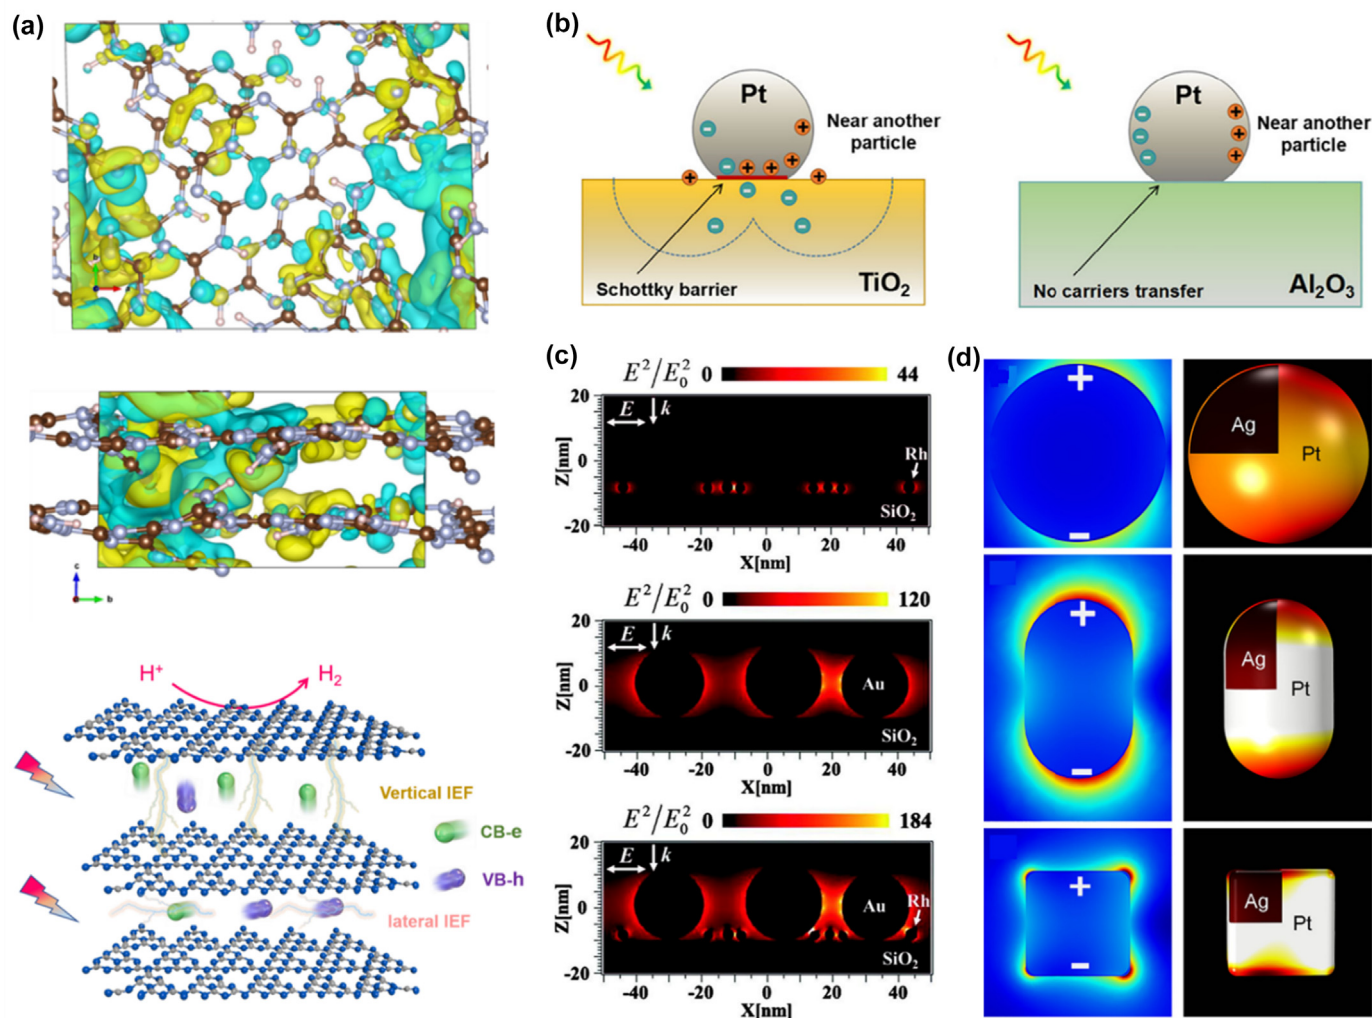 (a)
b
c
b
H⁺
H₂
Vertical IEF
CB-e
VB-h
lateral IEF
(b)
Pt
Near another
particle
Schottky barrier
TiO₂
Pt
Near another
particle
No carriers transfer
Al₂O₃
(c)
E²/E₀² 0 44
20
E k
0
Z[nm]
Rh
SiO₂
-20
-40 -20 0 20 40
X[nm]
E²/E₀² 0 120
20
E k
0
Z[nm]
Au
SiO₂
-20
-40 -20 0 20 40
X[nm]
E²/E₀² 0 184
20
E k
0
Z[nm]
Au
Rh
SiO₂
-20
-40 -20 0 20 40
X[nm]
(d)
+
−
Ag
Pt
+
−
Ag
Pt
+
−
Ag
Pt